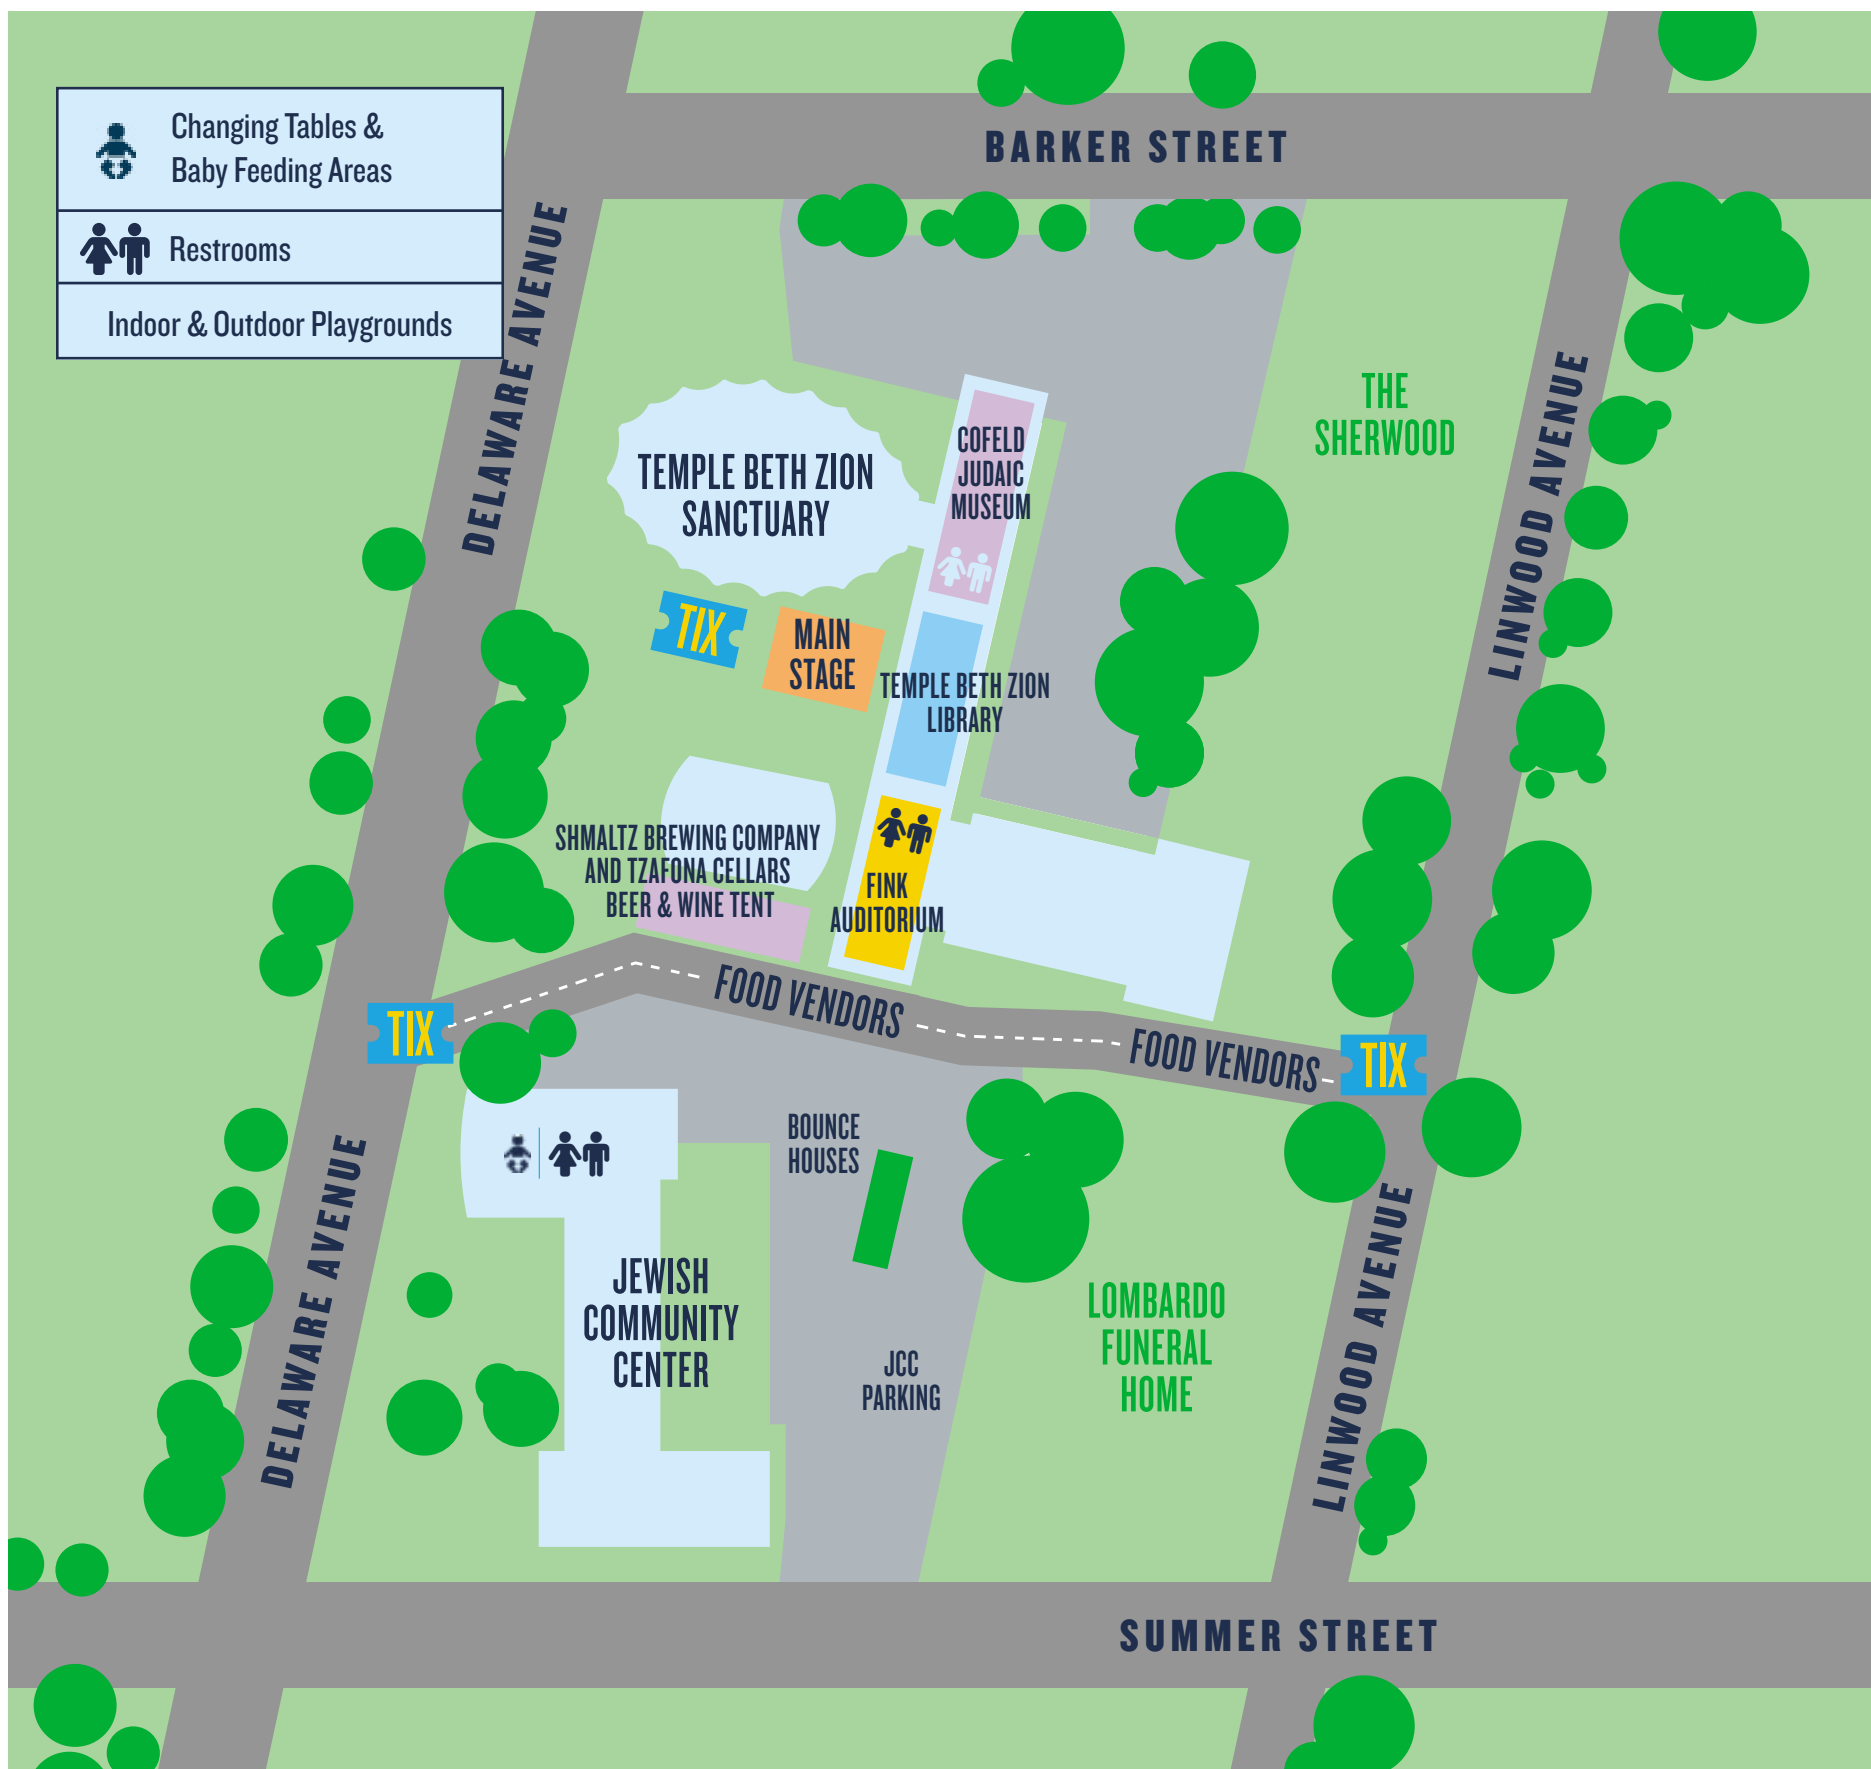 Changing Tables &
Baby Feeding Areas
Restrooms
Indoor & Outdoor Playgrounds
BARKER STREET
DELAWARE AVENUE
THE
SHERWOOD
LINWOOD AVENUE
TEMPLE BETH ZION
SANCTUARY
COFELD
JUDAIC
MUSEUM
TIX
MAIN
STAGE
TEMPLE BETH ZION
LIBRARY
SHMALTZ BREWING COMPANY
AND TZAFONA CELLARS
BEER & WINE TENT
FINK
AUDITORIUM
FOOD VENDORS
FOOD VENDORS
TIX
TIX
BOUNCE
HOUSES
DELAWARE AVENUE
JEWISH
COMMUNITY
CENTER
JCC
PARKING
LOMBARDO
FUNERAL
HOME
LINWOOD AVENUE
SUMMER STREET